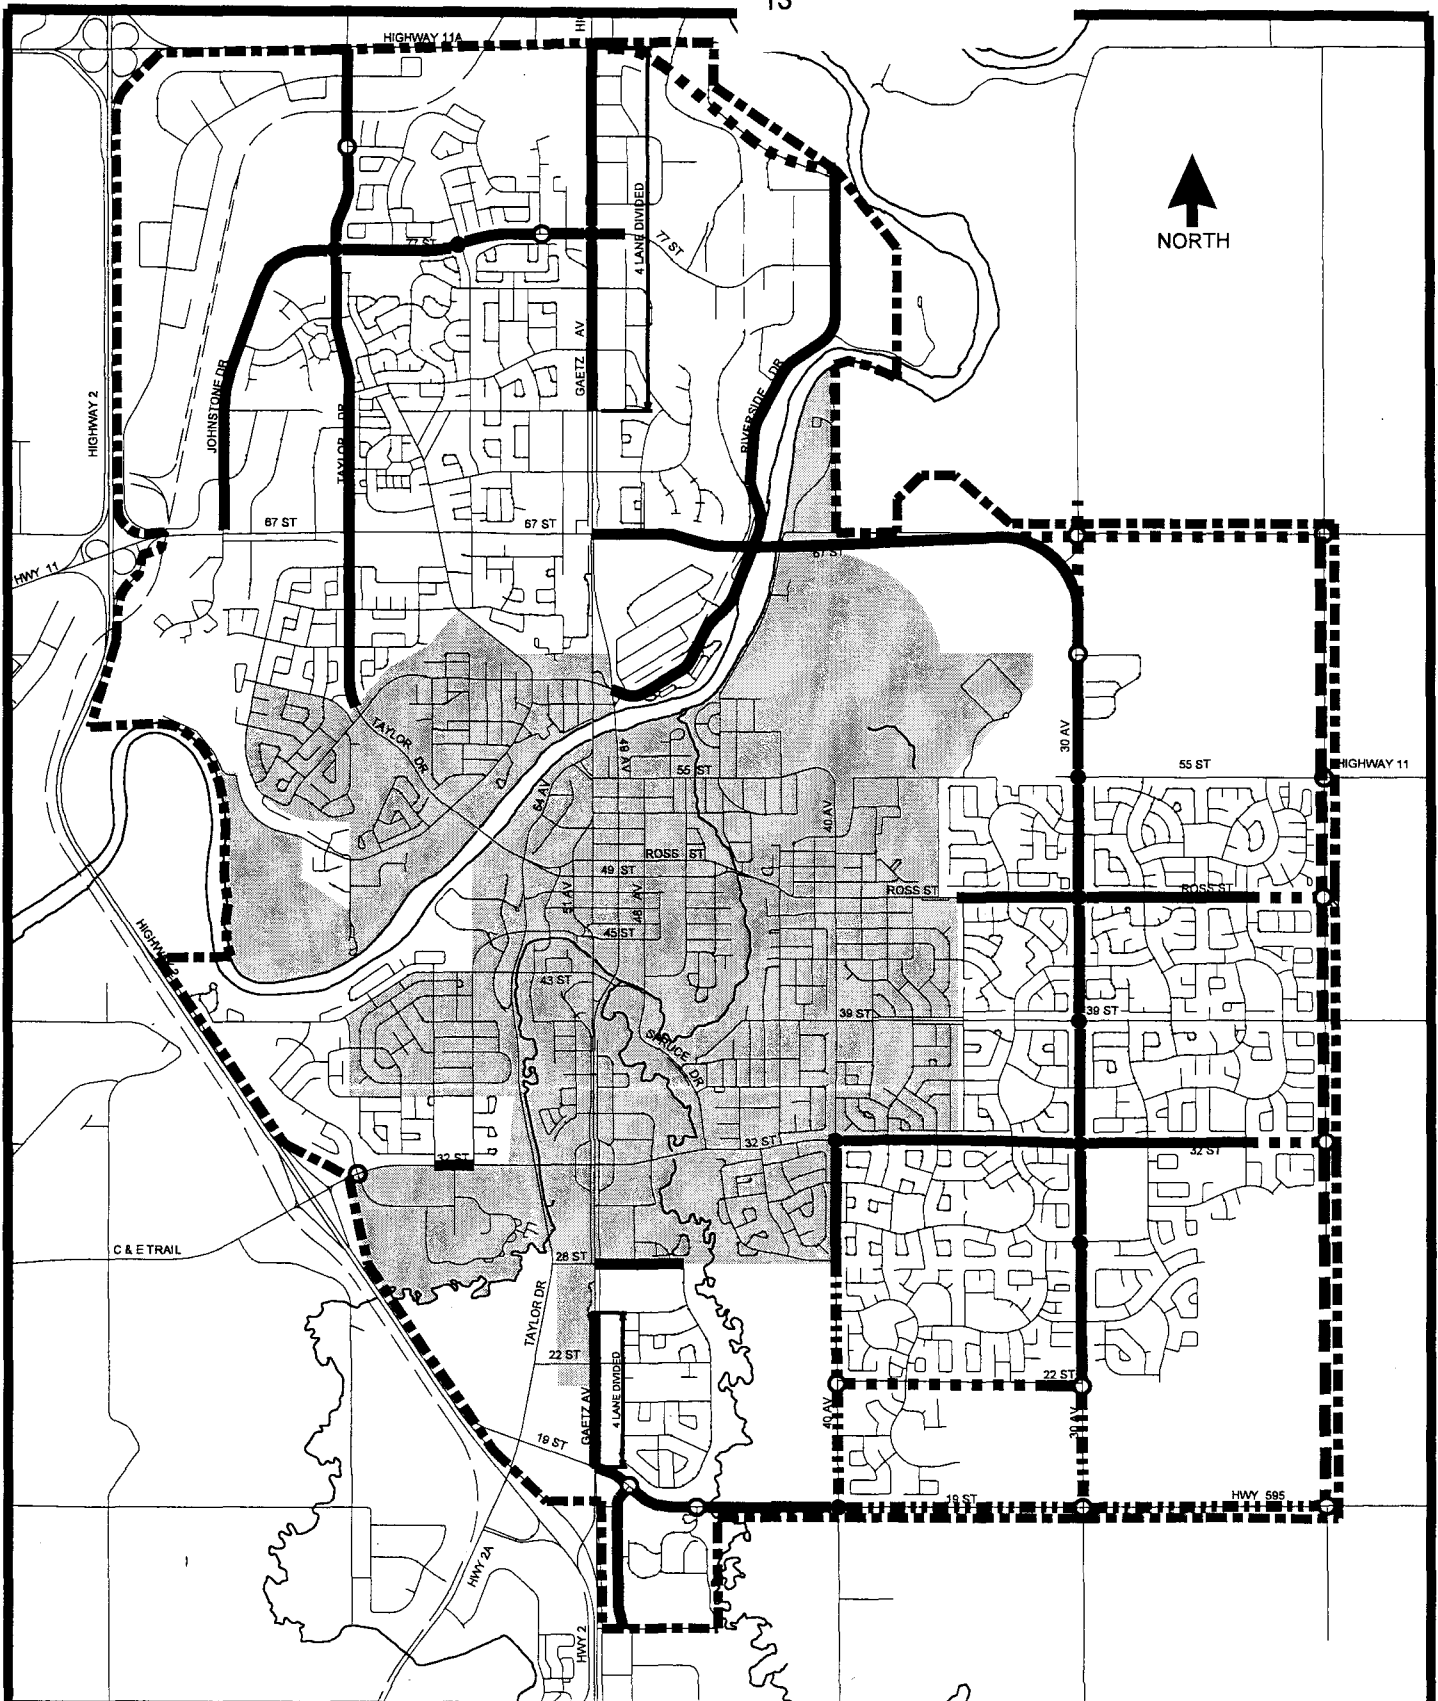 13
HIGHWAY 11A
NORTH
77 ST
77 ST
4 LANE DIVIDED
GAETZ AV
RIVERSIDE DR
HIGHWAY 2
JOHNSTONE DR
TAYLOR DR
67 ST
67 ST
67 ST
HWY 11
30 AV
TAYLOR DR
49 AV
55 ST
55 ST
HIGHWAY 11
54 AV
40 AV
ROSS ST
49 ST
ROSS ST
ROSS ST
51 AV
48 AV
45 ST
HIGHWAY 2
43 ST
39 ST
39 ST
SPRUCE DR
32 ST
32 ST
32 ST
C & E TRAIL
28 ST
TAYLOR DR
22 ST
4 LANE DIVIDED
22 ST
GAETZ AV
40 AV
30 AV
19 ST
19 ST
HWY 595
HWY 2A
HWY 2